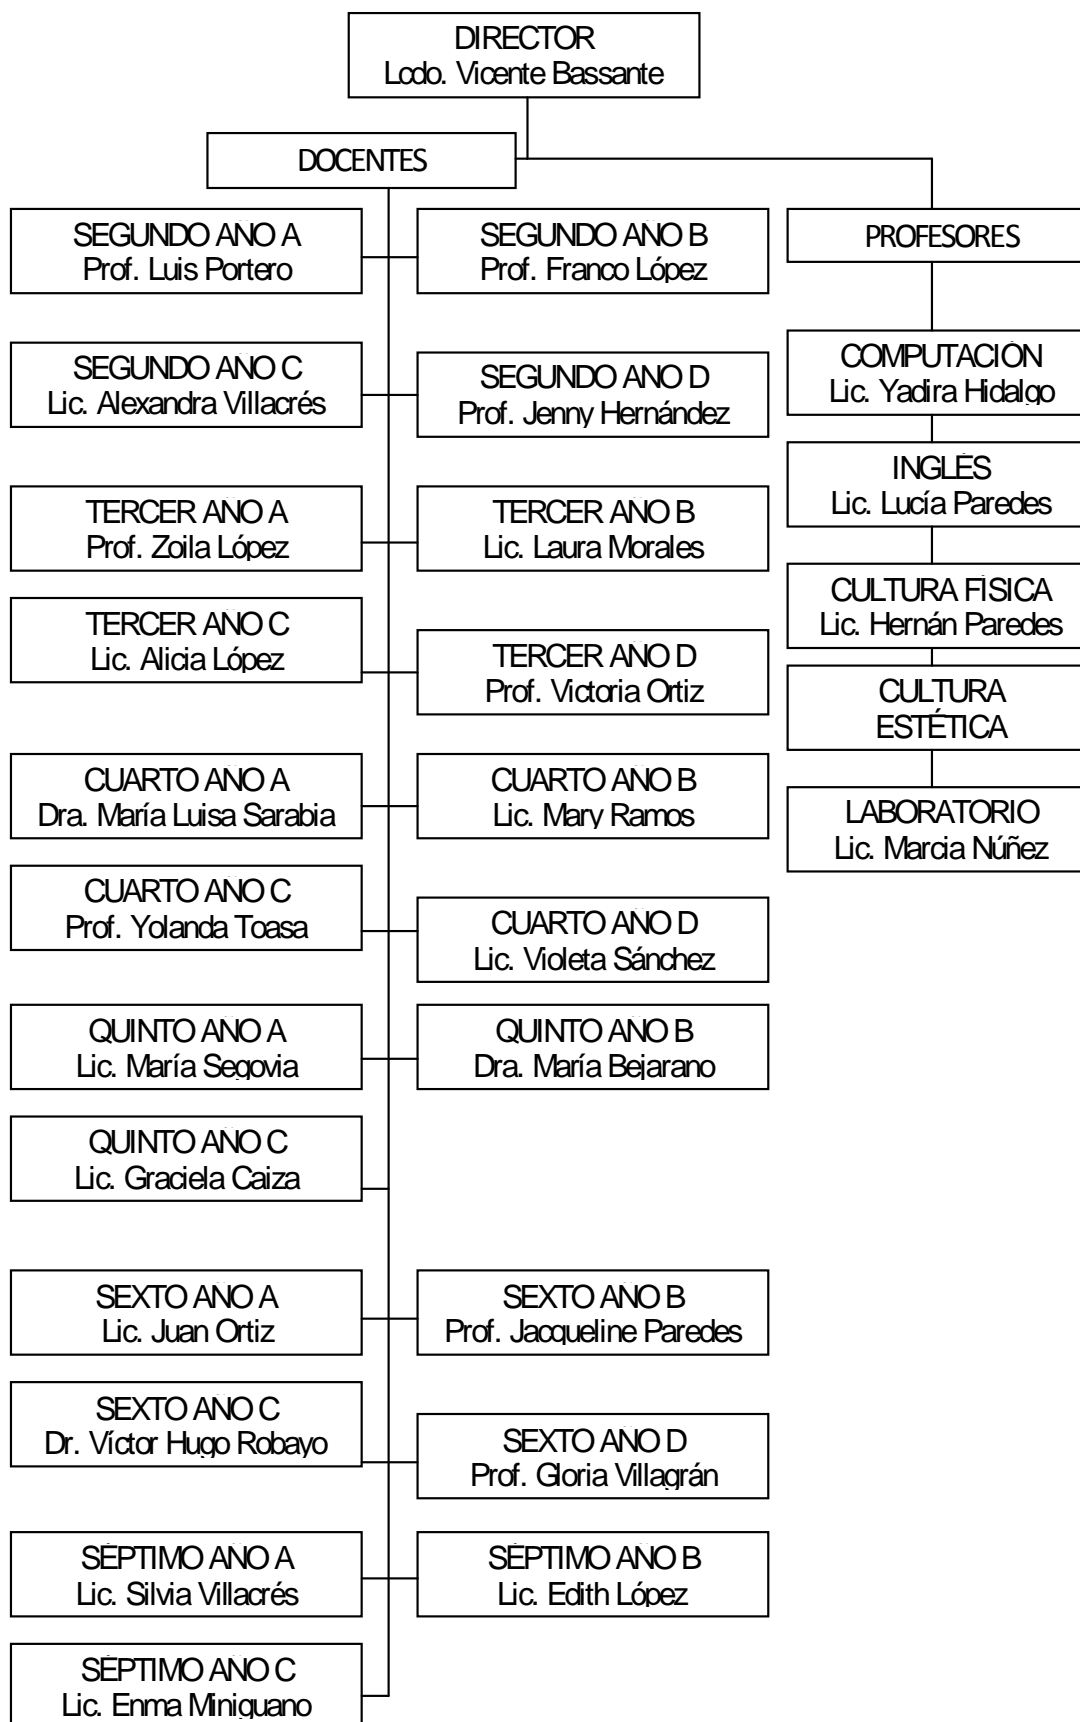 DIRECTOR
Lcdo. Vicente Bassante
DOCENTES
SEGUNDO AÑO A
Prof. Luis Portero
SEGUNDO AÑO B
Prof. Franco López
PROFESORES
SEGUNDO AÑO C
Lic. Alexandra Villacrés
SEGUNDO AÑO D
Prof. Jenny Hernández
COMPUTACIÓN
Lic. Yadira Hidalgo
INGLÉS
Lic. Lucía Paredes
TERCER AÑO A
Prof. Zoila López
TERCER AÑO B
Lic. Laura Morales
CULTURA FÍSICA
Lic. Hernán Paredes
TERCER AÑO C
Lic. Alicia López
TERCER AÑO D
Prof. Victoria Ortiz
CULTURA
ESTÉTICA
CUARTO AÑO A
Dra. María Luisa Sarabia
CUARTO AÑO B
Lic. Mary Ramos
LABORATORIO
Lic. Marcia Núñez
CUARTO AÑO C
Prof. Yolanda Toasa
CUARTO AÑO D
Lic. Violeta Sánchez
QUINTO AÑO A
Lic. María Segovia
QUINTO AÑO B
Dra. María Bejarano
QUINTO AÑO C
Lic. Graciela Caiza
SEXTO AÑO A
Lic. Juan Ortiz
SEXTO AÑO B
Prof. Jacqueline Paredes
SEXTO AÑO C
Dr. Víctor Hugo Robayo
SEXTO AÑO D
Prof. Gloria Villagrán
SÉPTIMO AÑO A
Lic. Silvia Villacrés
SÉPTIMO AÑO B
Lic. Edith López
SÉPTIMO AÑO C
Lic. Enma Miniguano